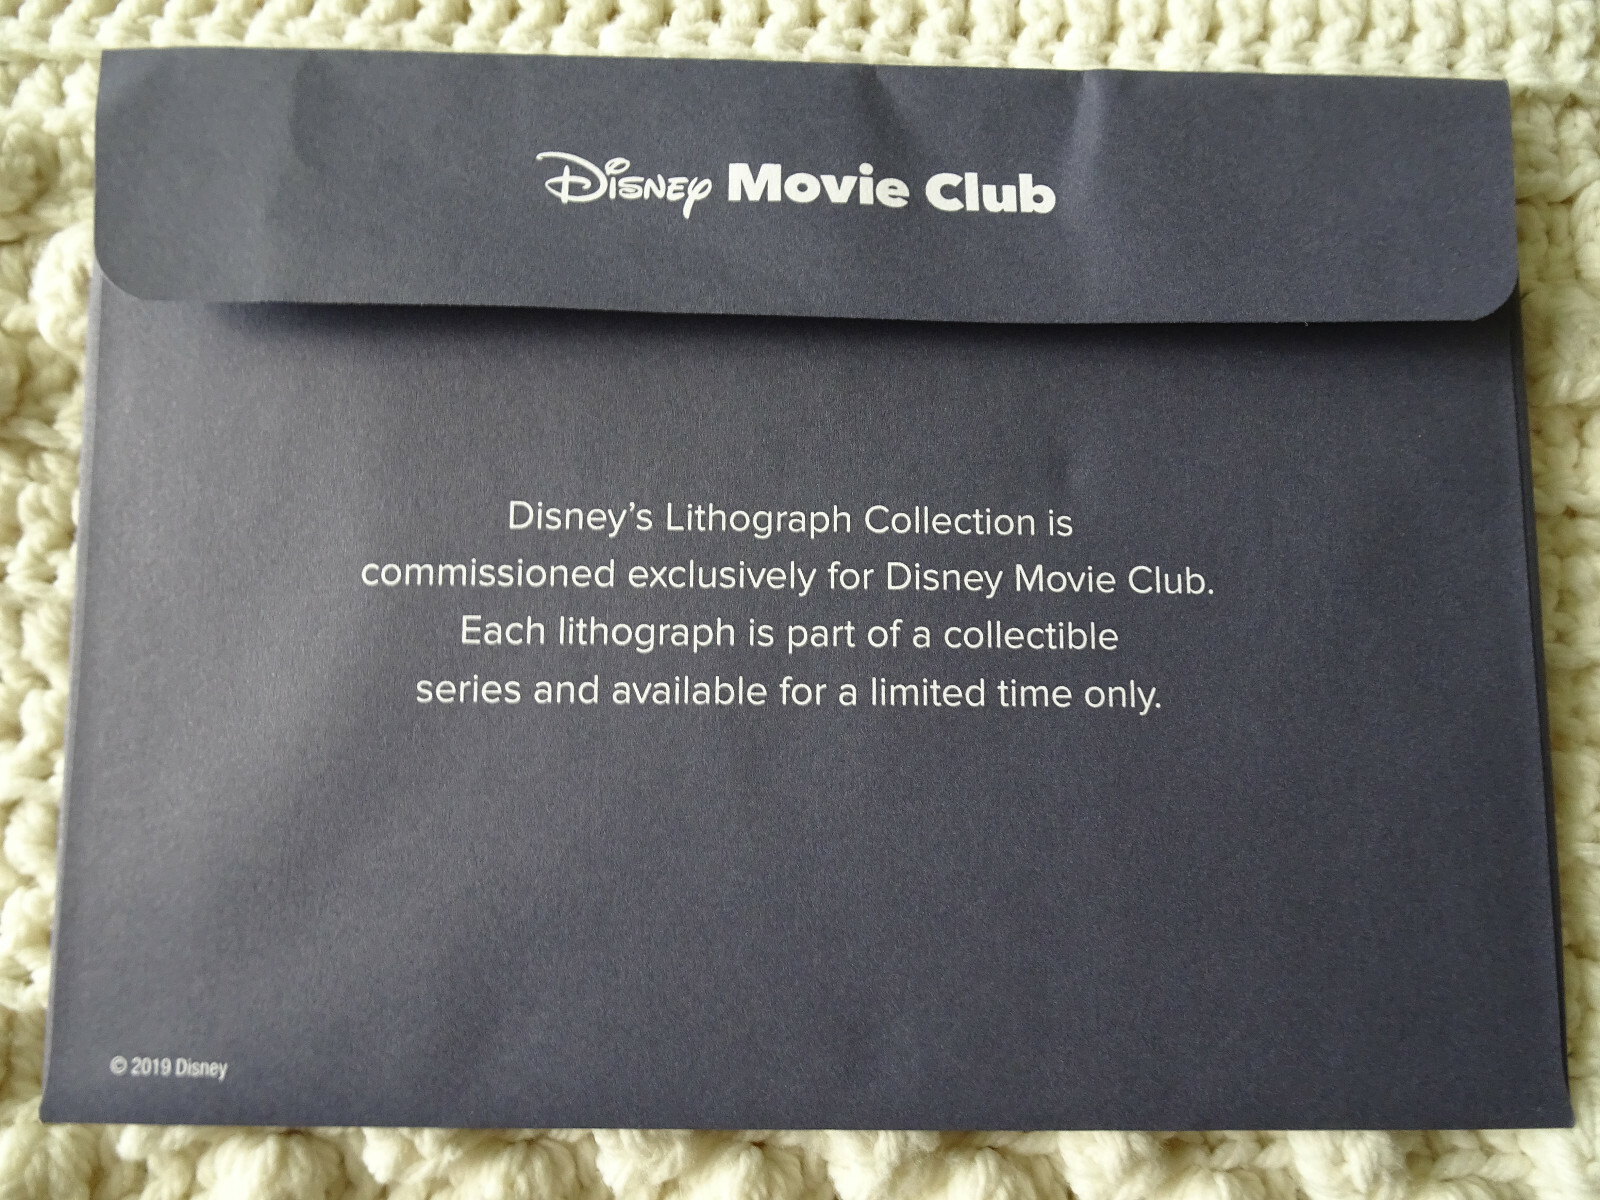 Disney Movie Club
Disney's Lithograph Collection is
commissioned exclusively for Disney Movie Club.
Each lithograph is part of a collectible
series and available for a limited time only.
© 2019 Disney